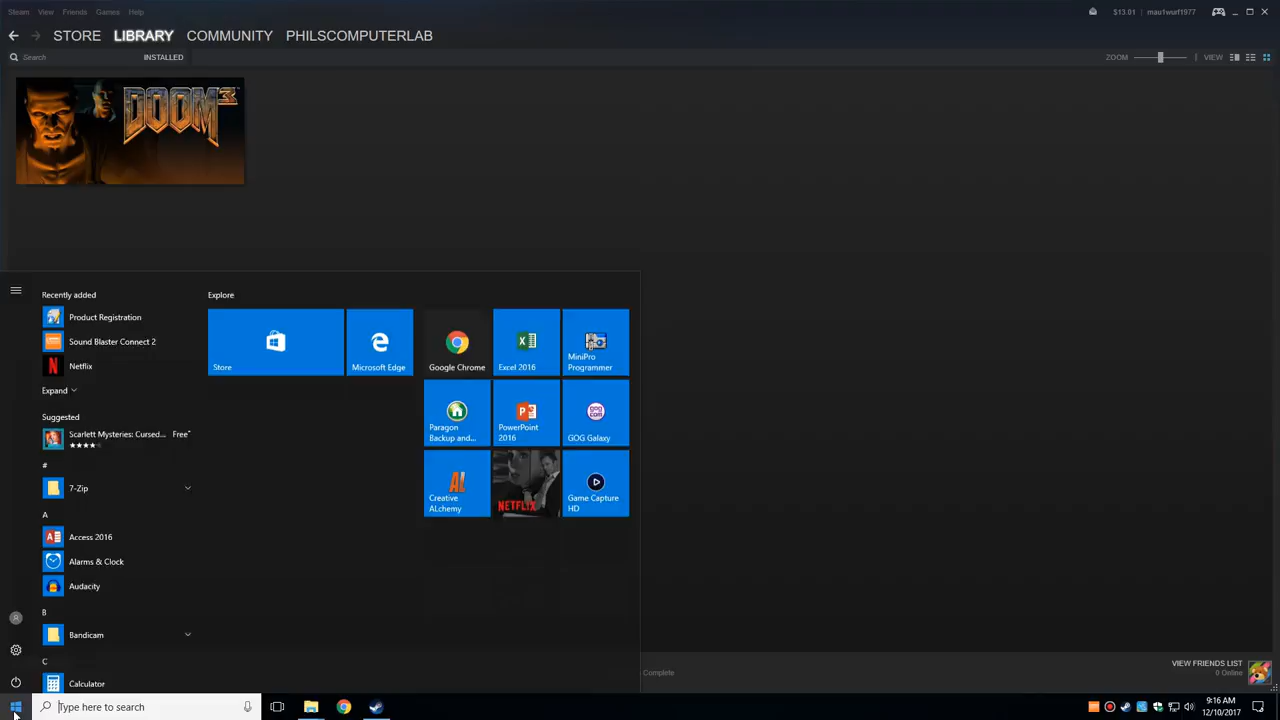 Steam View Friends Games Help
$13.01 mau1wurf1977
STORE LIBRARY COMMUNITY PHILSCOMPUTERLAB
Search INSTALLED
ZOOM VIEW
DOOM 3
Recently added
Product Registration
Sound Blaster Connect 2
Netflix
Expand
Suggested
Scarlett Mysteries: Cursed... Free*
#
7-Zip
A
Access 2016
Alarms & Clock
Audacity
B
Bandicam
C
Calculator
Explore
Store
Microsoft Edge
Google Chrome
Excel 2016
MiniPro
Programmer
Paragon
Backup and...
PowerPoint
2016
GOG.COM
GOG Galaxy
AL
Creative
ALchemy
NETFLIX
Game Capture
HD
Complete
VIEW FRIENDS LIST
0 Online
Type here to search
9:16 AM
12/10/2017